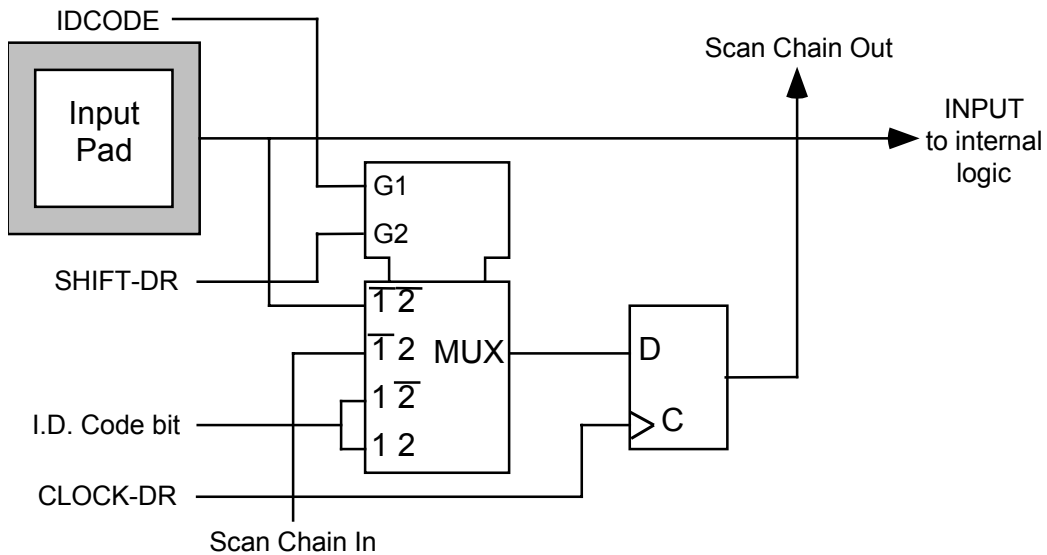 IDCODE
Scan Chain Out
Input
Pad
INPUT
to internal
logic
G1
G2
SHIFT-DR
1̅ 2̅
1̅ 2
MUX
D
1 2̅
I.D. Code bit
1 2
C
CLOCK-DR
Scan Chain In